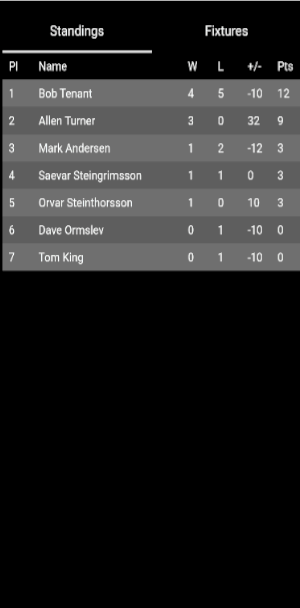 Standings Fixtures
Pl Name W L +/- Pts
1 Bob Tenant 4 5 -10 12
2 Allen Turner 3 0 32 9
3 Mark Andersen 1 2 -12 3
4 Saevar Steingrimsson 1 1 0 3
5 Orvar Steinthorsson 1 0 10 3
6 Dave Ormslev 0 1 -10 0
7 Tom King 0 1 -10 0